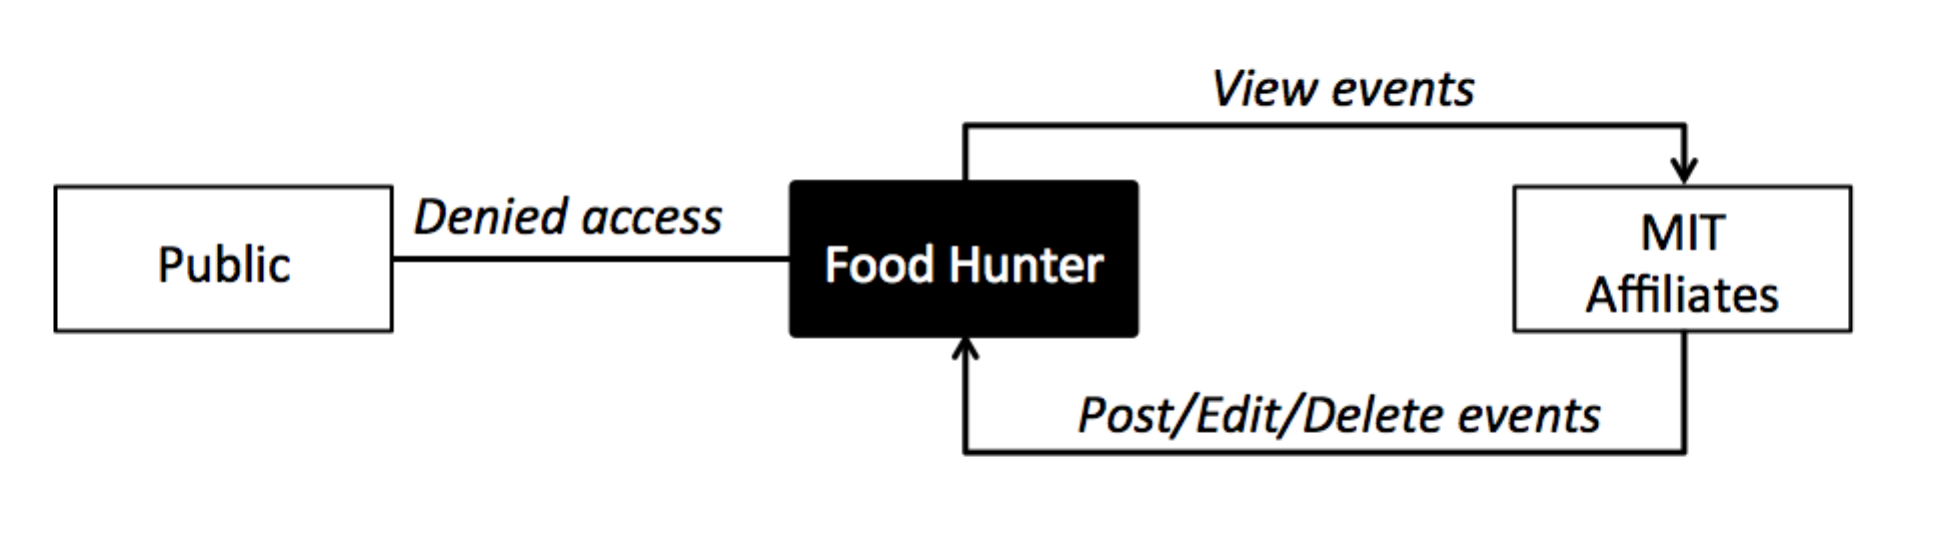 View events
Denied access
Public
Food Hunter
MIT
Affiliates
Post/Edit/Delete events